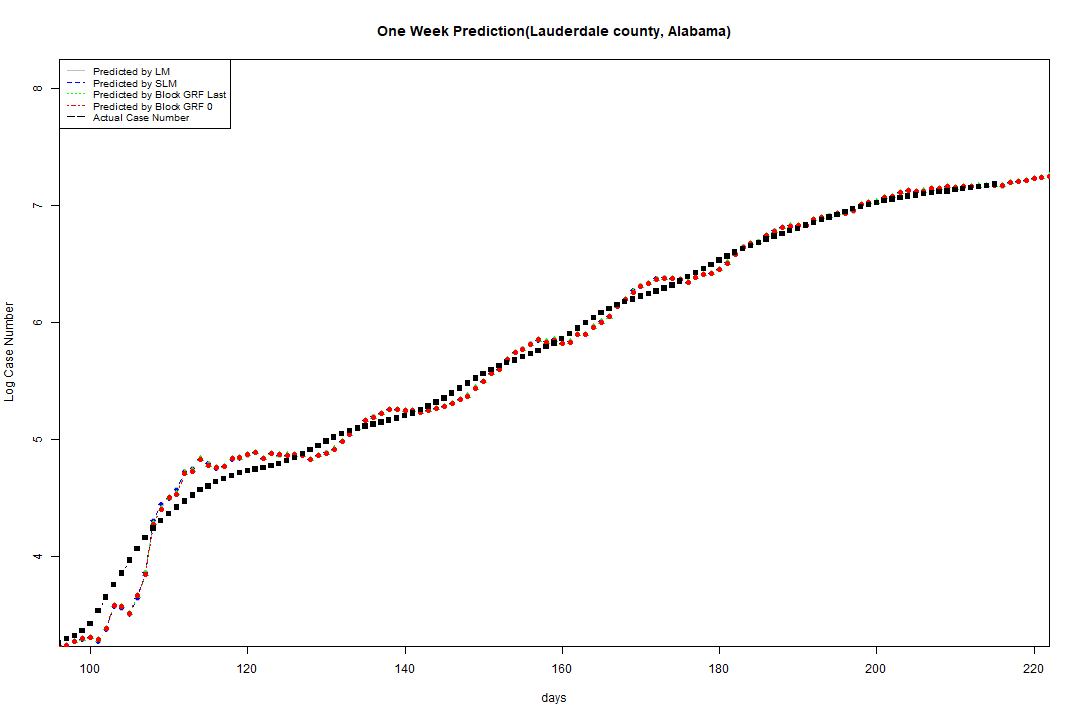 One Week Prediction(Lauderdale county, Alabama)
Predicted by LM
Predicted by SLM
Predicted by Block GRF Last
Predicted by Block GRF 0
Actual Case Number
8
7
6
5
4
Log Case Number
100 120 140 160 180 200 220
days